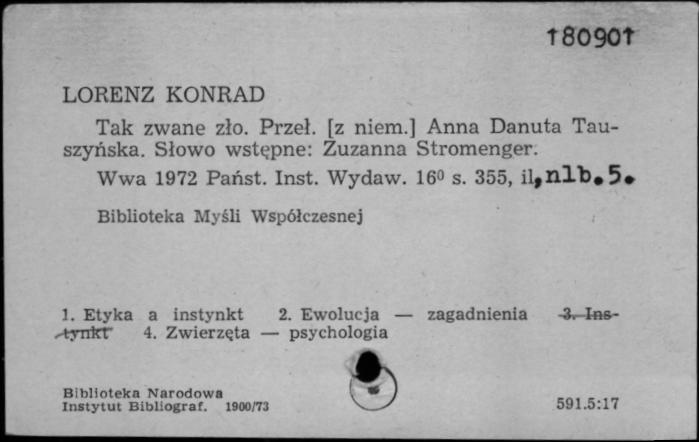 180901
LORENZ KONRAD
Tak zwane zło. Przeł. [z niem.] Anna Danuta Tau-
szyńska. Słowo wstępne: Zuzanna Stromenger.
Wwa 1972 Państ. Inst. Wydaw. 16⁰ s. 355, il,nlb.5.
Biblioteka Myśli Współczesnej
1. Etyka a instynkt 2. Ewolucja — zagadnienia 3. Ins-
tynkt 4. Zwierzęta — psychologia
Biblioteka Narodowa
Instytut Bibliograf. 1900/73
591.5:17